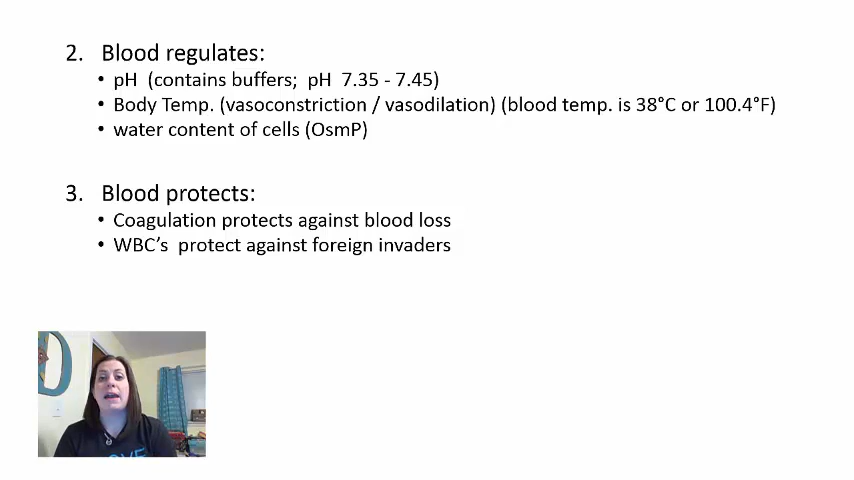 2. Blood regulates:
• pH (contains buffers; pH 7.35 - 7.45)
• Body Temp. (vasoconstriction / vasodilation) (blood temp. is 38°C or 100.4°F)
• water content of cells (OsmP)
3. Blood protects:
• Coagulation protects against blood loss
• WBC’s protect against foreign invaders